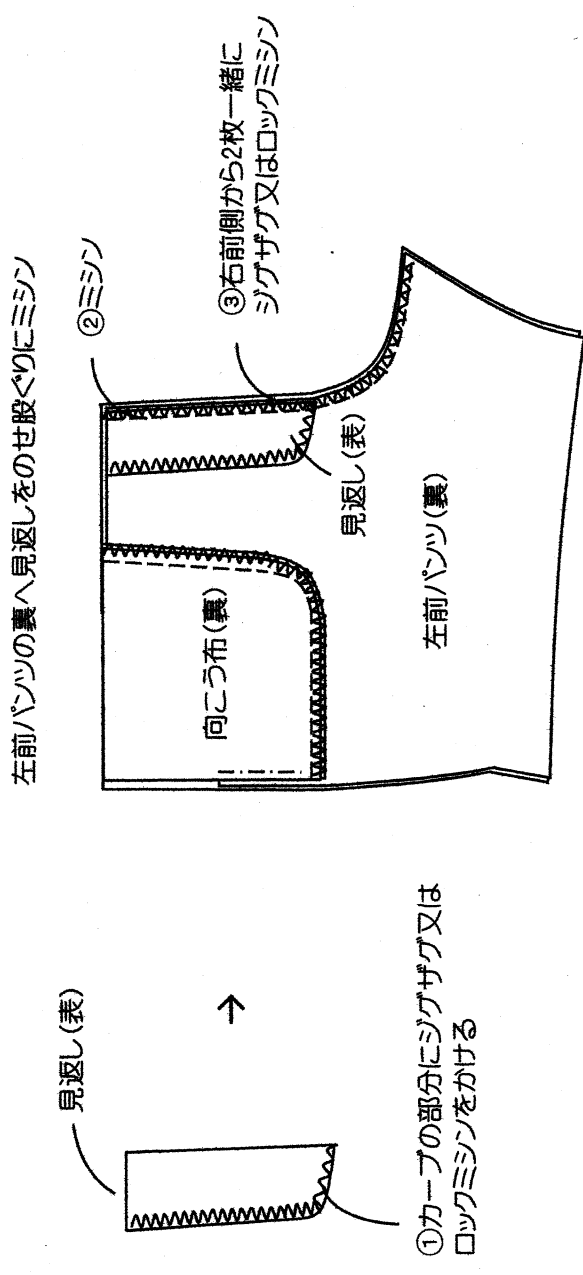 左前パンツの裏へ見返しをのせ股ぐりにミシン
見返し(表)
①カーブの部分にジグザグ又は
ロックミシンをかける
→
②ミシン
③右前側から2枚一緒に
ジグザグ又はロックミシン
向こう布(裏)
見返し(表)
左前パンツ(裏)